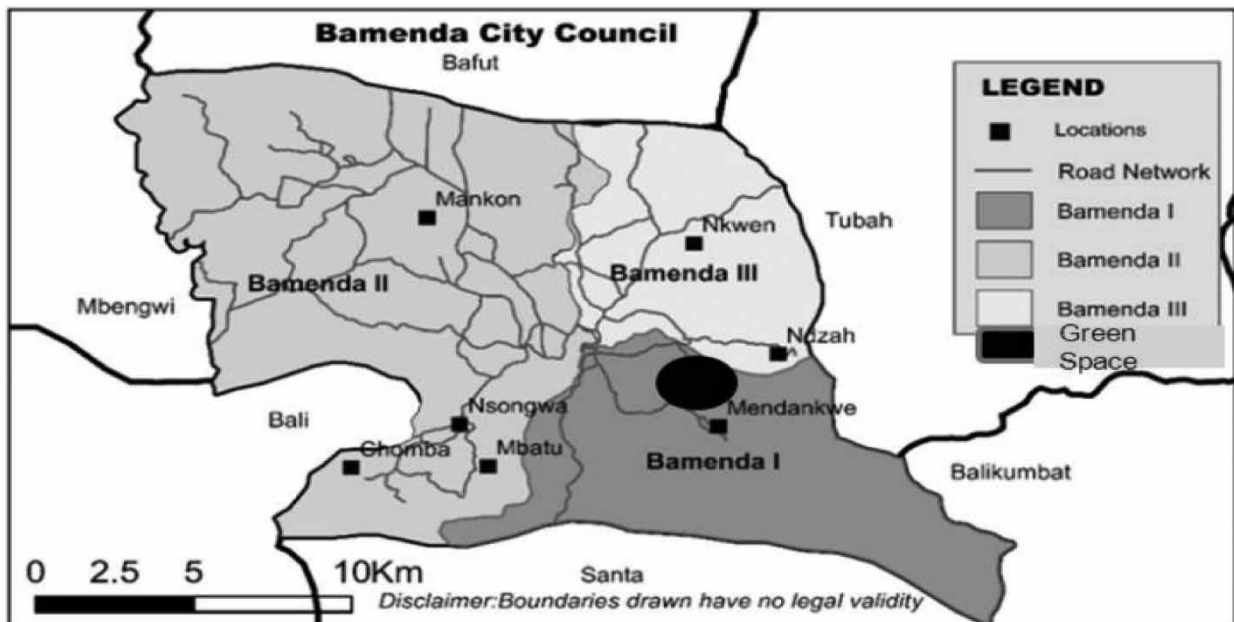 Bamenda City Council
Bafut
LEGEND
Locations
Road Network
Bamenda I
Bamenda II
Bamenda III
Green
Space
Mankon
Nkwen
Tubah
Bamenda II
Bamenda III
Mbengwi
Ndzah
Bali
Nsongwa
Mendankwe
Chomba
Mbatu
Bamenda I
Balikumbat
0 2.5 5 10Km
Santa
Disclaimer:Boundaries drawn have no legal validity